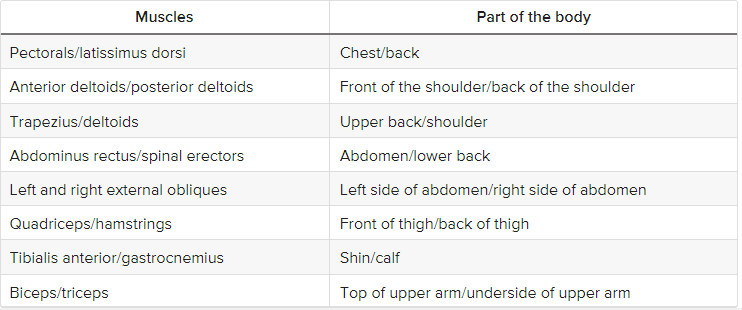 Muscles Part of the body
Pectorals/latissimus dorsi Chest/back
Anterior deltoids/posterior deltoids Front of the shoulder/back of the shoulder
Trapezius/deltoids Upper back/shoulder
Abdominus rectus/spinal erectors Abdomen/lower back
Left and right external obliques Left side of abdomen/right side of abdomen
Quadriceps/hamstrings Front of thigh/back of thigh
Tibialis anterior/gastrocnemius Shin/calf
Biceps/triceps Top of upper arm/underside of upper arm